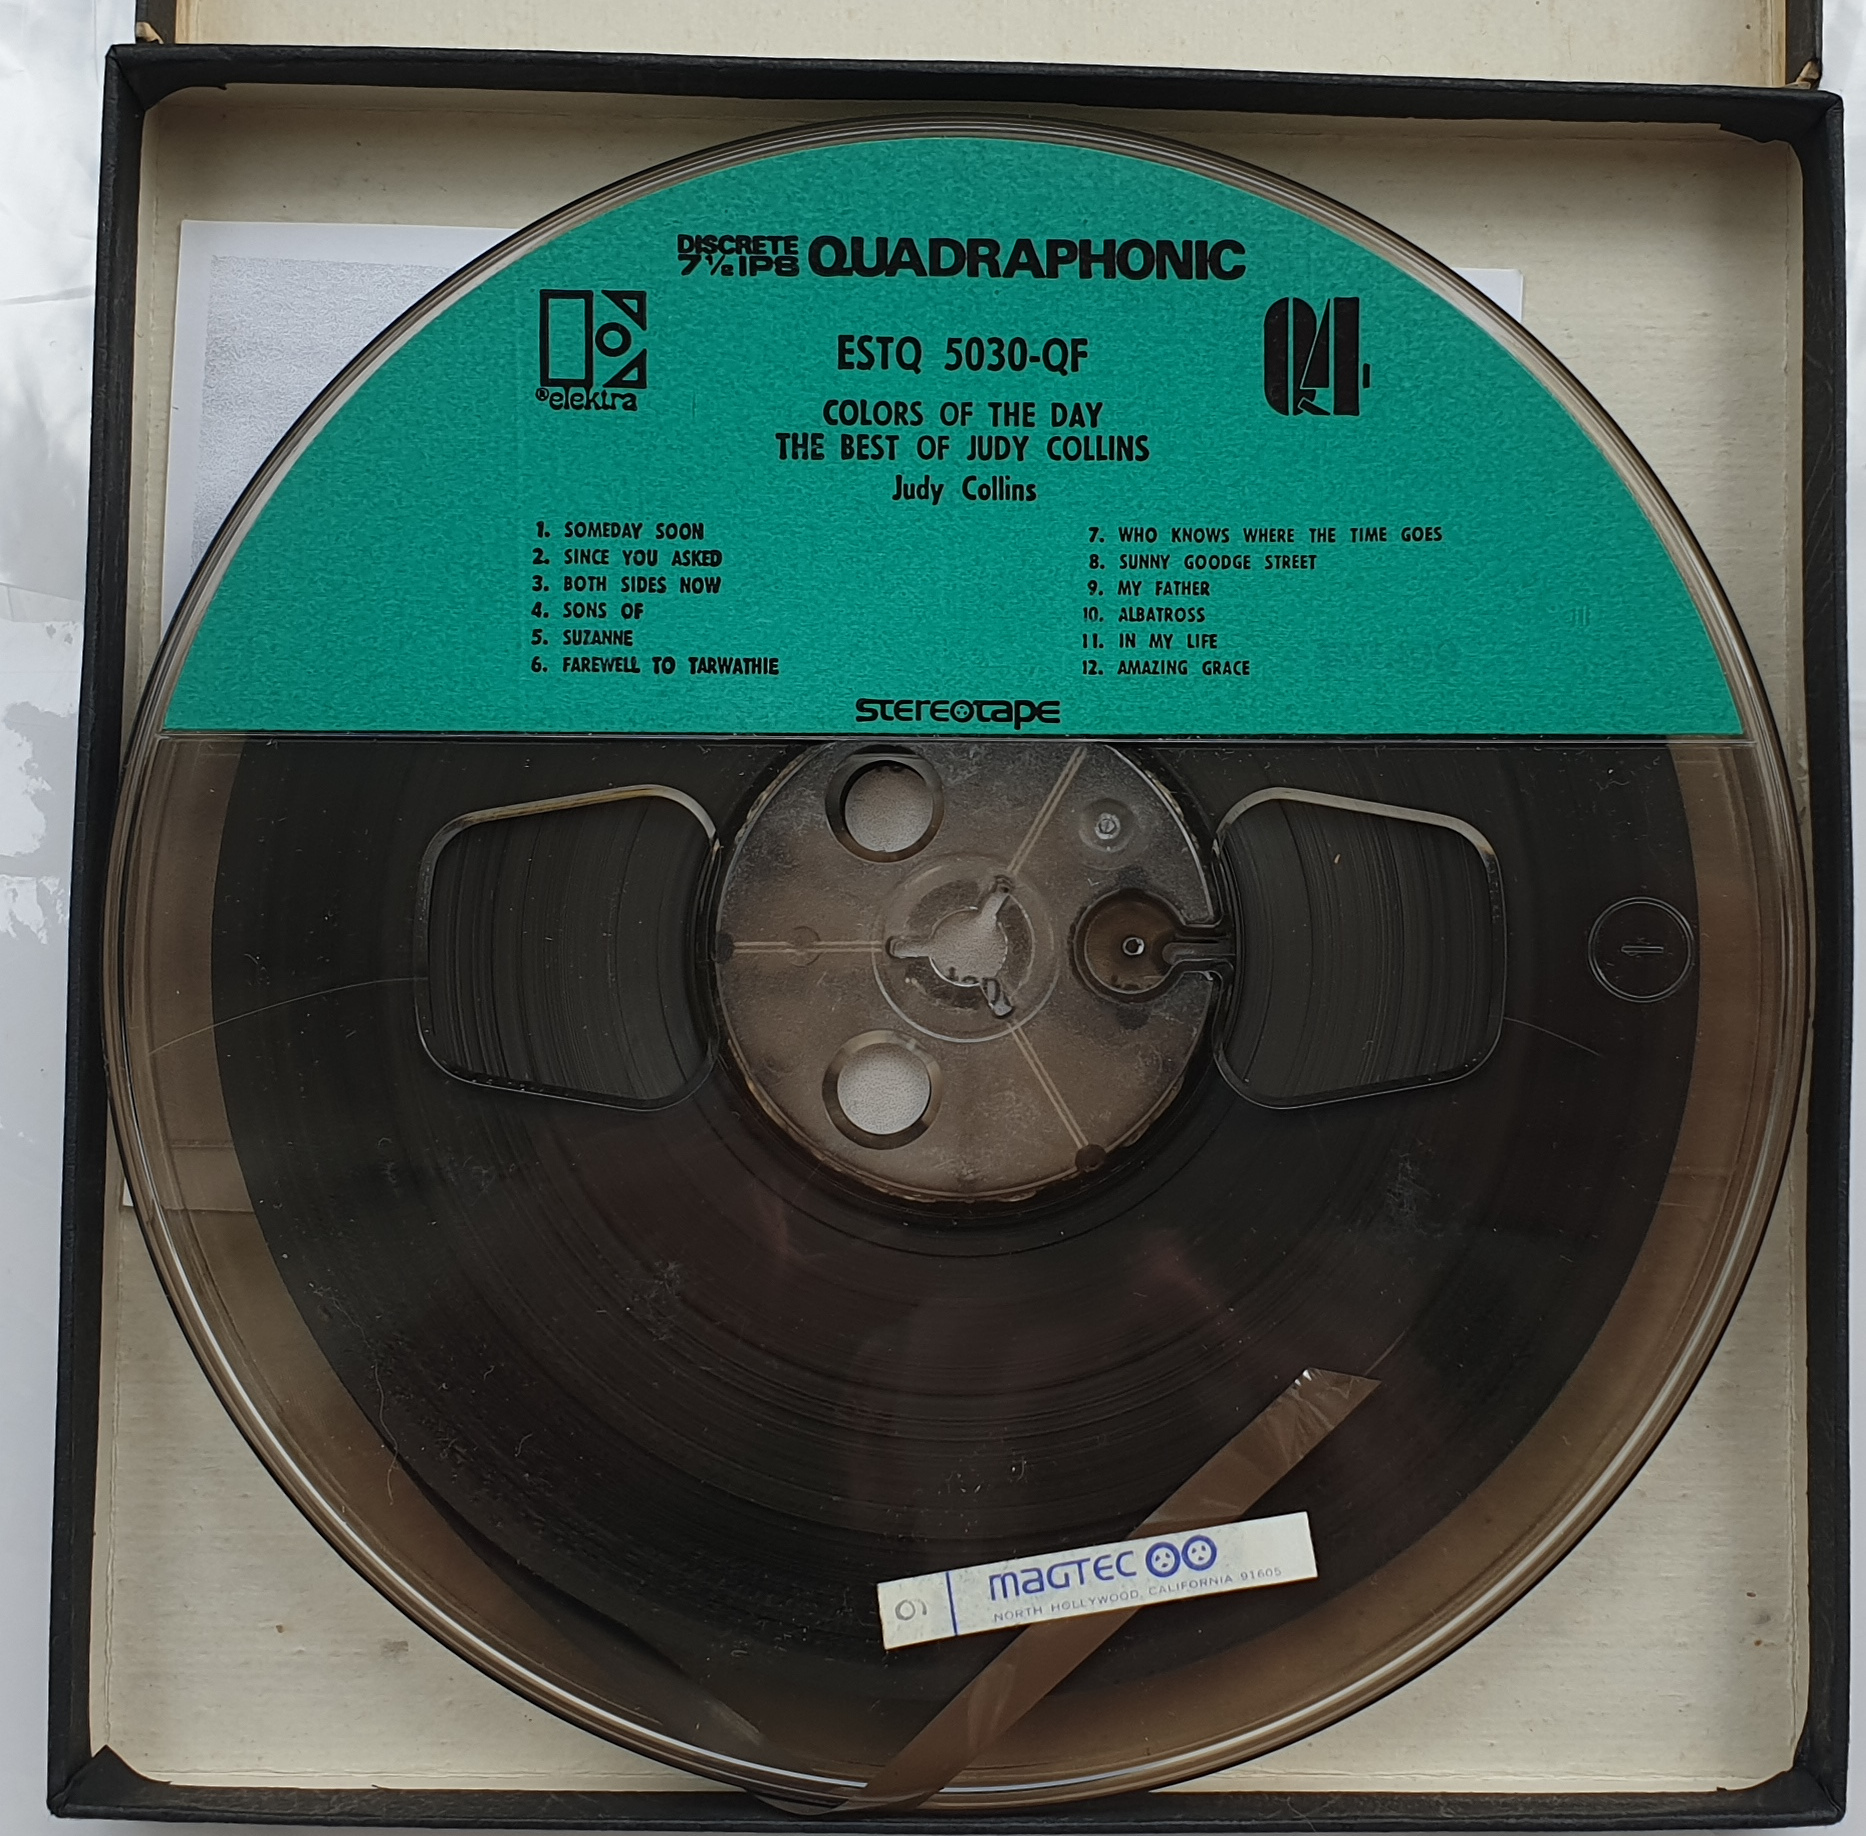 DISCRETE
7½ IPS
QUADRAPHONIC
®elektra
Q4
ESTQ 5030-QF
COLORS OF THE DAY
THE BEST OF JUDY COLLINS
Judy Collins
1. SOMEDAY SOON
2. SINCE YOU ASKED
3. BOTH SIDES NOW
4. SONS OF
5. SUZANNE
6. FAREWELL TO TARWATHIE
7. WHO KNOWS WHERE THE TIME GOES
8. SUNNY GOODGE STREET
9. MY FATHER
10. ALBATROSS
11. IN MY LIFE
12. AMAZING GRACE
stereotape
1
MAGTEC
NORTH HOLLYWOOD, CALIFORNIA 91605